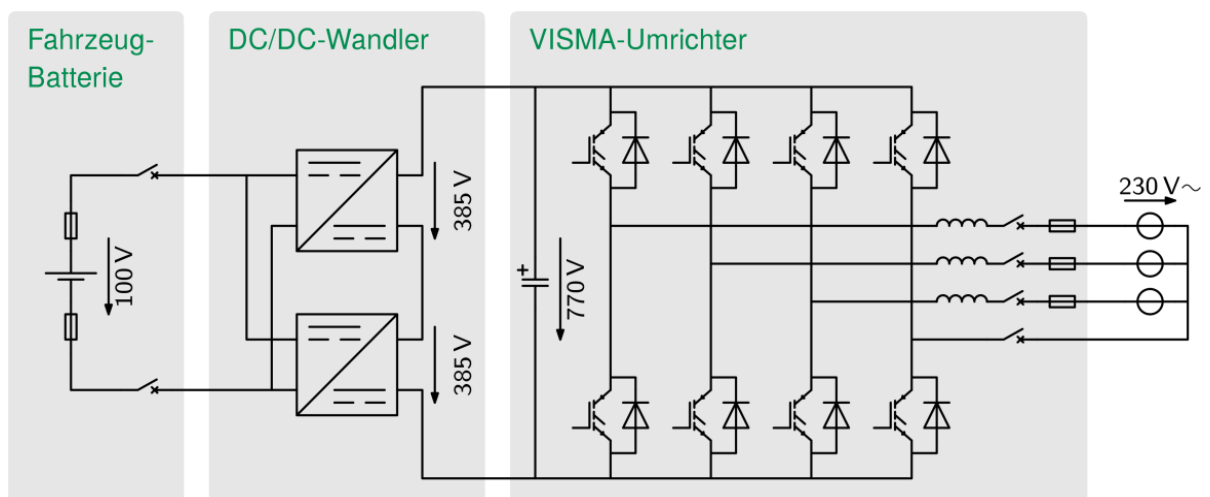 Fahrzeug-
Batterie
DC/DC-Wandler
VISMA-Umrichter
100 V
385 V
385 V
+
770 V
230 V~